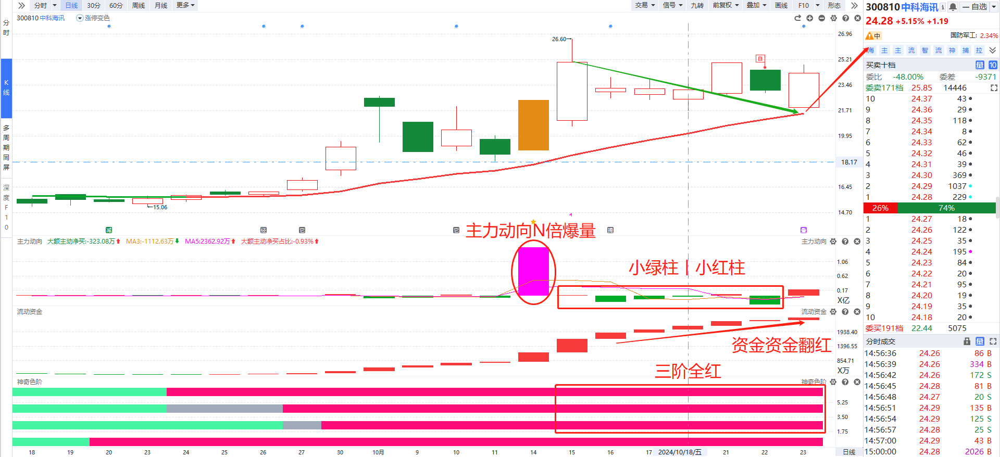 分时 日线 30分 60分 周线 月线 更多 交易 信号 九转 前复权 叠加 画线 F10 形态
300810 中科海讯 涨停变色
分时
K线
多周期同屏
深度F10
26.96
25.21
23.46
21.71
19.95
18.17
16.45
14.70
26.60
15.06
自
减
定
定
提
主力动向N倍爆量
主力动向 大额主动净买:-323.08万 MA3:-1112.63万 MA5:2362.92万 大额主动净买占比:-0.93% 主力动向
小绿柱丨小红柱
1.06
0.62
0.17
X亿
流动资金 流动资金
1938.40
1396.55
854.71
X万
资金资金翻红
三阶全红
神奇色阶 神奇色阶
5.25
3.50
1.75
18 19 20 23 24 25 26 27 30 10月 9 10 11 14 15 16 17 2024/10/18/五 21 22 23 日线
300810 中科海讯 自选
24.28 +5.15% +1.19
中 国防军工: 2.34%
海 主 主 流 智 流 神 捕 拉
买卖十档 量 10
委比 -48.00% 委差 -9371
委卖171档 25.85 14446
10 24.37 43
9 24.36 29
8 24.35 118
7 24.34 8
6 24.33 62
5 24.32 46
4 24.31 39
3 24.30 369
2 24.29 1037
1 24.28 229
26% 74%
1 24.27 18
2 24.26 122
3 24.25 35
4 24.24 195
5 24.23 84
6 24.22 20
7 24.21 95
8 24.20 19
9 24.19 35
10 24.18 20
委买191档 22.44 5075
分时成交 量
14:56:36 24.26 86 B
14:56:39 24.26 334 B
14:56:42 24.26 172 S
14:56:45 24.28 81 B
14:56:48 24.27 20 S
14:56:51 24.29 135 B
14:56:54 24.29 125 S
14:56:57 24.28 25 S
14:57:00 24.29 43 B
15:00:00 24.28 2026 B